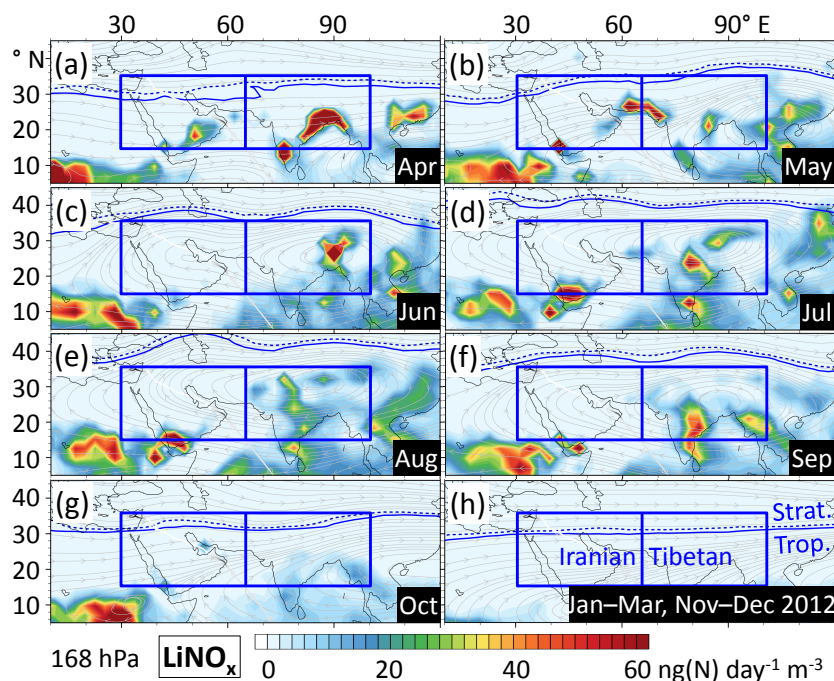 30 60 90 30 60 90° E
° N
(a) (b)
30
20
10
Apr May
40
(c) (d)
30
20
10
Jun Jul
40
(e) (f)
30
20
10
Aug Sep
40
(g) (h)
Strat.
30
Trop.
Iranian Tibetan
20
10
Oct Jan–Mar, Nov–Dec 2012
168 hPa LiNOx 0 20 40 60 ng(N) day-1 m-3